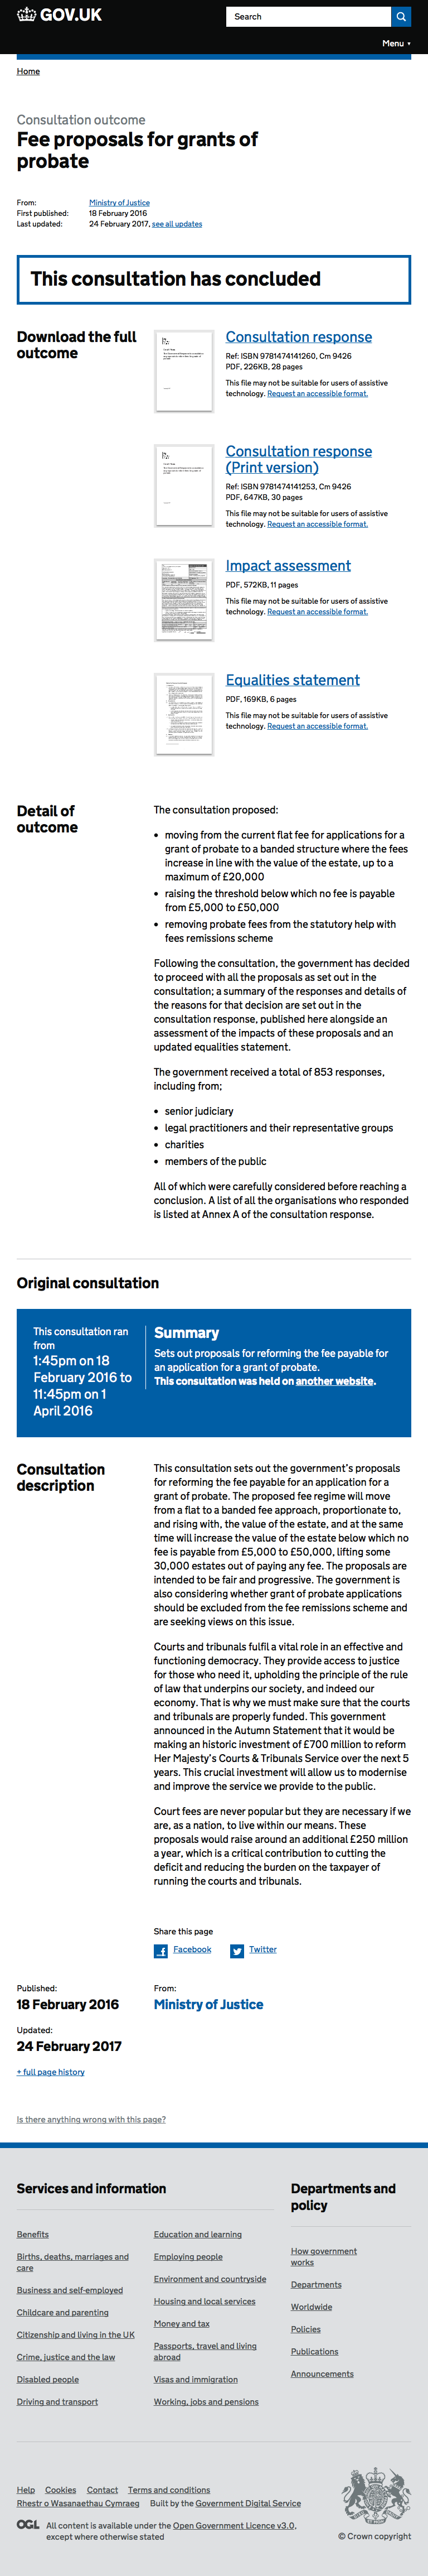 GOV.UK
Search
Menu ▼
Home
Consultation outcome
Fee proposals for grants of
probate
From: Ministry of Justice
First published: 18 February 2016
Last updated: 24 February 2017, see all updates
This consultation has concluded
Download the full
outcome
Consultation response
Ref: ISBN 9781474141260, Cm 9426
PDF, 226KB, 28 pages
This file may not be suitable for users of assistive
technology. Request an accessible format.
Consultation response
(Print version)
Ref: ISBN 9781474141253, Cm 9426
PDF, 647KB, 30 pages
This file may not be suitable for users of assistive
technology. Request an accessible format.
Impact assessment
PDF, 572KB, 11 pages
This file may not be suitable for users of assistive
technology. Request an accessible format.
Equalities statement
PDF, 169KB, 6 pages
This file may not be suitable for users of assistive
technology. Request an accessible format.
Detail of
outcome
The consultation proposed:
• moving from the current flat fee for applications for a
grant of probate to a banded structure where the fees
increase in line with the value of the estate, up to a
maximum of £20,000
• raising the threshold below which no fee is payable
from £5,000 to £50,000
• removing probate fees from the statutory help with
fees remissions scheme
Following the consultation, the government has decided
to proceed with all the proposals as set out in the
consultation; a summary of the responses and details of
the reasons for that decision are set out in the
consultation response, published here alongside an
assessment of the impacts of these proposals and an
updated equalities statement.
The government received a total of 853 responses,
including from;
• senior judiciary
• legal practitioners and their representative groups
• charities
• members of the public
All of which were carefully considered before reaching a
conclusion. A list of all the organisations who responded
is listed at Annex A of the consultation response.
Original consultation
This consultation ran
from
1:45pm on 18
February 2016 to
11:45pm on 1
April 2016
Summary
Sets out proposals for reforming the fee payable for
an application for a grant of probate.
This consultation was held on another website.
Consultation
description
This consultation sets out the government's proposals
for reforming the fee payable for an application for a
grant of probate. The proposed fee regime will move
from a flat to a banded fee approach, proportionate to,
and rising with, the value of the estate, and at the same
time will increase the value of the estate below which no
fee is payable from £5,000 to £50,000, lifting some
30,000 estates out of paying any fee. The proposals are
intended to be fair and progressive. The government is
also considering whether grant of probate applications
should be excluded from the fee remissions scheme and
are seeking views on this issue.
Courts and tribunals fulfil a vital role in an effective and
functioning democracy. They provide access to justice
for those who need it, upholding the principle of the rule
of law that underpins our society, and indeed our
economy. That is why we must make sure that the courts
and tribunals are properly funded. This government
announced in the Autumn Statement that it would be
making an historic investment of £700 million to reform
Her Majesty's Courts & Tribunals Service over the next 5
years. This crucial investment will allow us to modernise
and improve the service we provide to the public.
Court fees are never popular but they are necessary if we
are, as a nation, to live within our means. These
proposals would raise around an additional £250 million
a year, which is a critical contribution to cutting the
deficit and reducing the burden on the taxpayer of
running the courts and tribunals.
Share this page
Facebook Twitter
Published:
18 February 2016
From:
Ministry of Justice
Updated:
24 February 2017
+ full page history
Is there anything wrong with this page?
Services and information
Benefits
Births, deaths, marriages and
care
Business and self-employed
Childcare and parenting
Citizenship and living in the UK
Crime, justice and the law
Disabled people
Driving and transport
Education and learning
Employing people
Environment and countryside
Housing and local services
Money and tax
Passports, travel and living
abroad
Visas and immigration
Working, jobs and pensions
Departments and
policy
How government
works
Departments
Worldwide
Policies
Publications
Announcements
Help Cookies Contact Terms and conditions
Rhestr o Wasanaethau Cymraeg Built by the Government Digital Service
OGL All content is available under the Open Government Licence v3.0,
except where otherwise stated
© Crown copyright